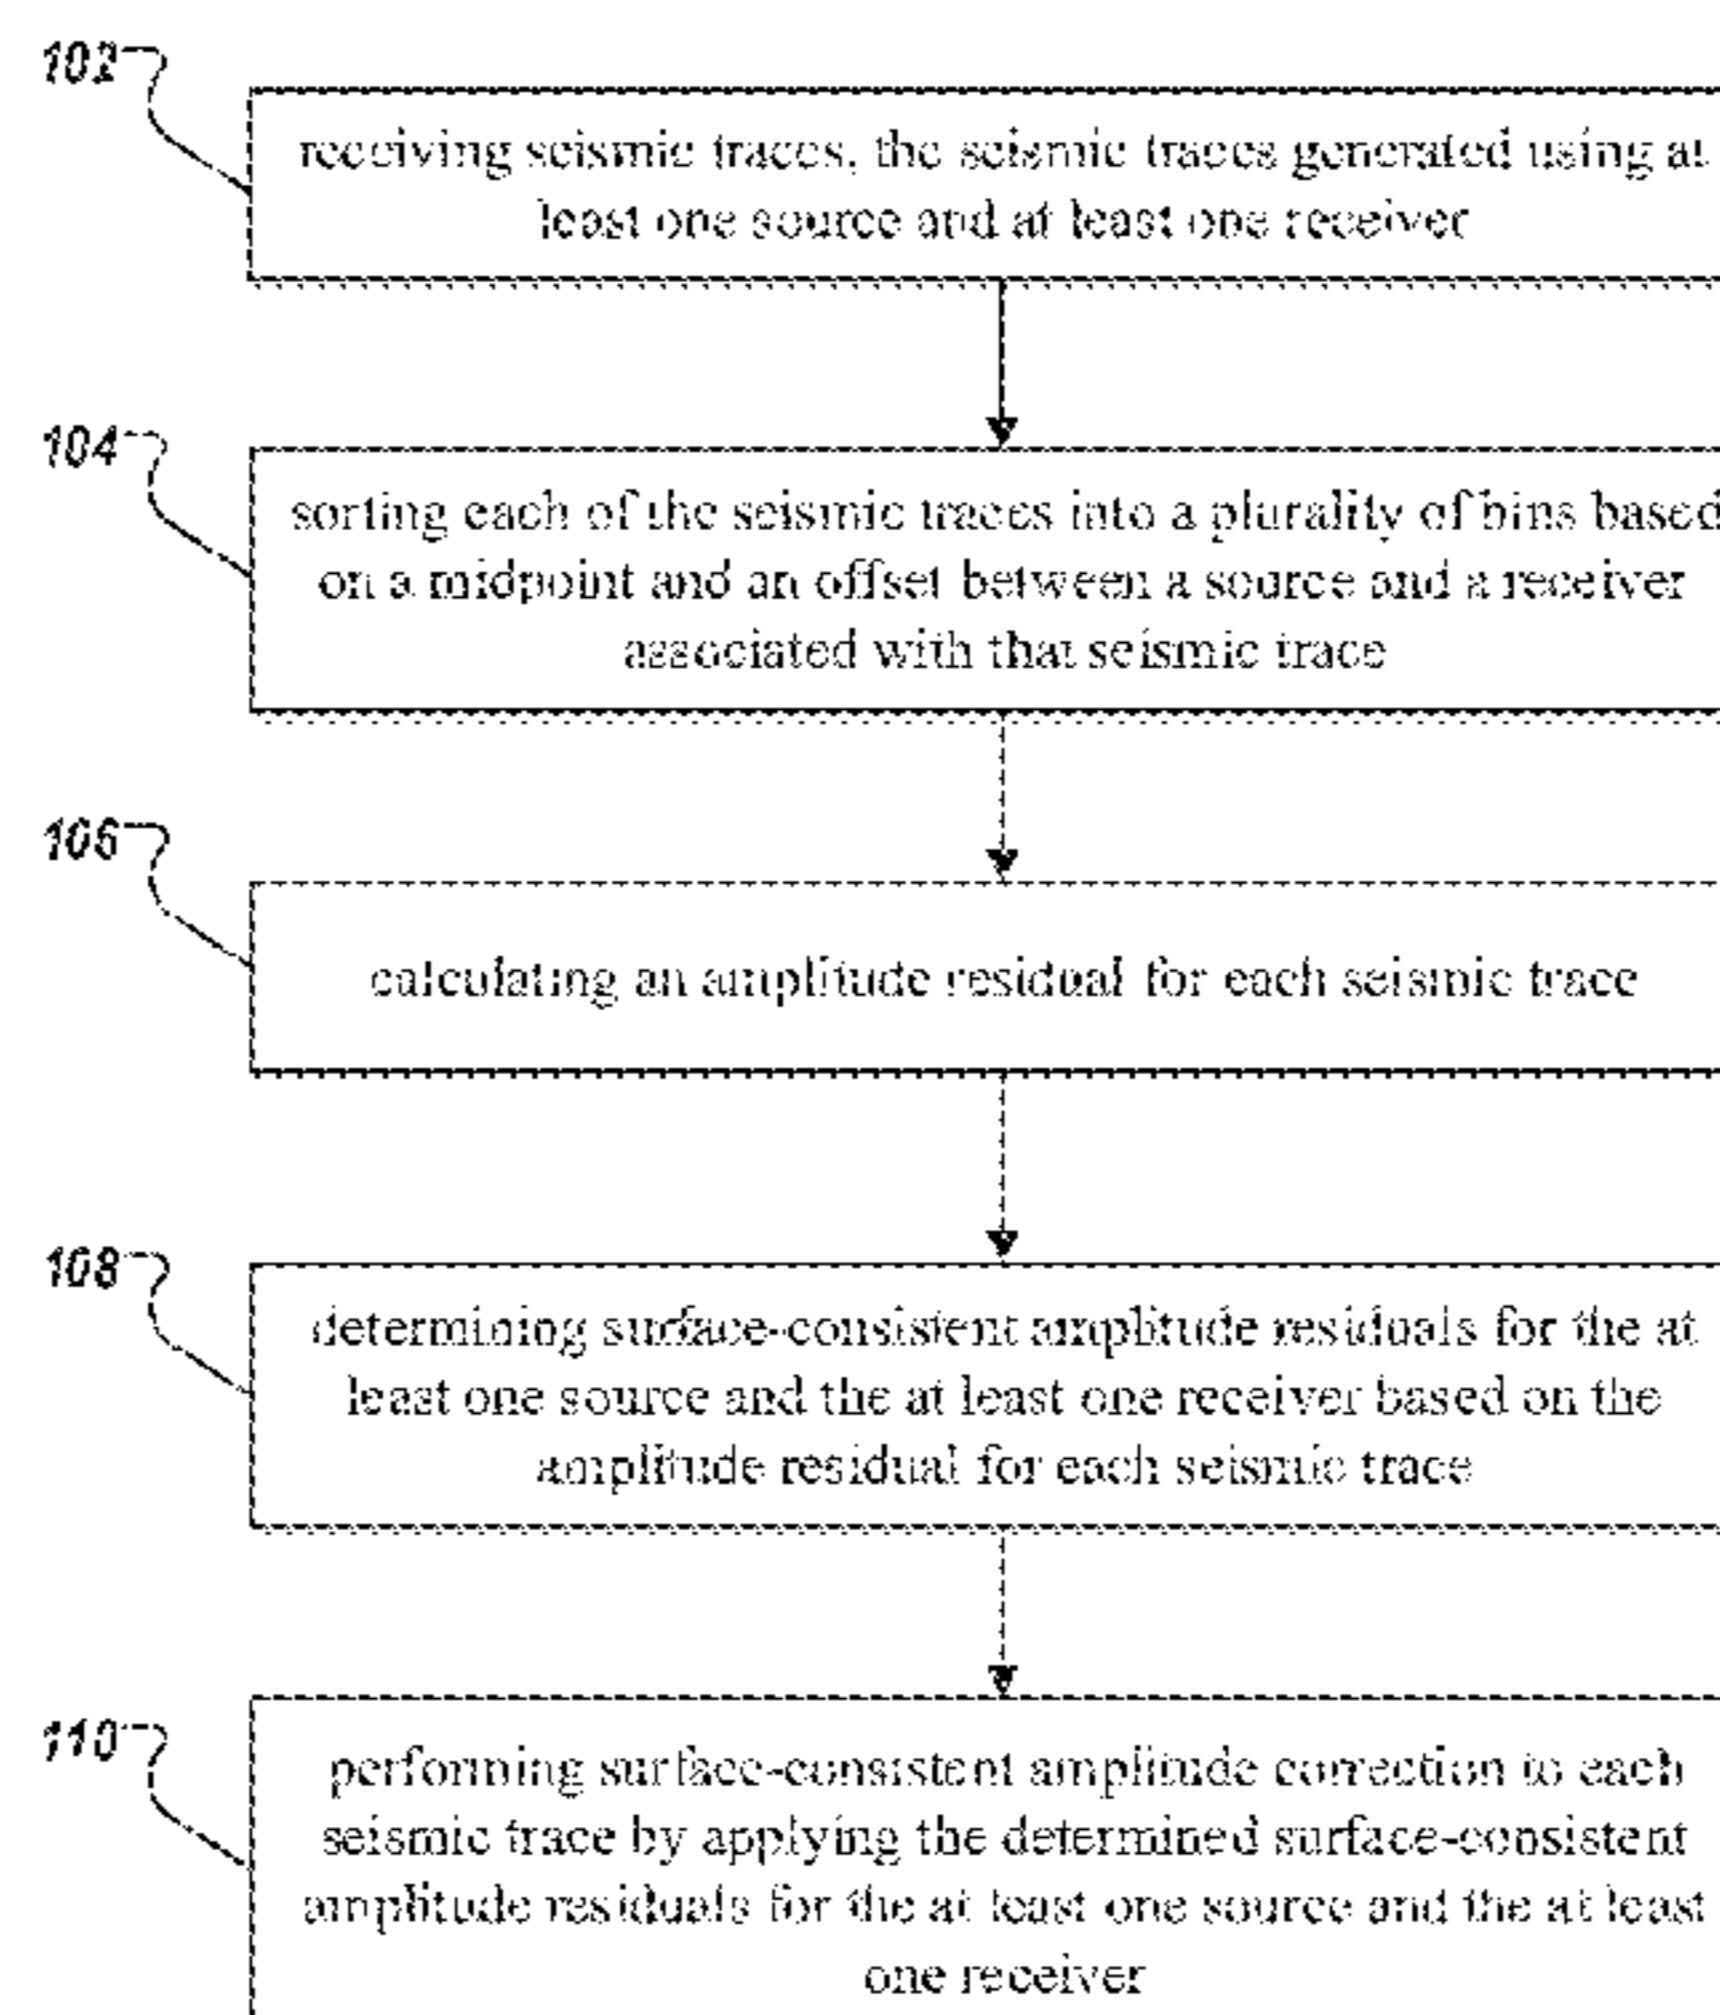 102
receiving seismic traces, the seismic traces generated using at
least one source and at least one receiver
104
sorting each of the seismic traces into a plurality of bins based
on a midpoint and an offset between a source and a receiver
associated with that seismic trace
106
calculating an amplitude residual for each seismic trace
108
determining surface-consistent amplitude residuals for the at
least one source and the at least one receiver based on the
amplitude residual for each seismic trace
110
performing surface-consistent amplitude correction to each
seismic trace by applying the determined surface-consistent
amplitude residuals for the at least one source and the at least
one receiver